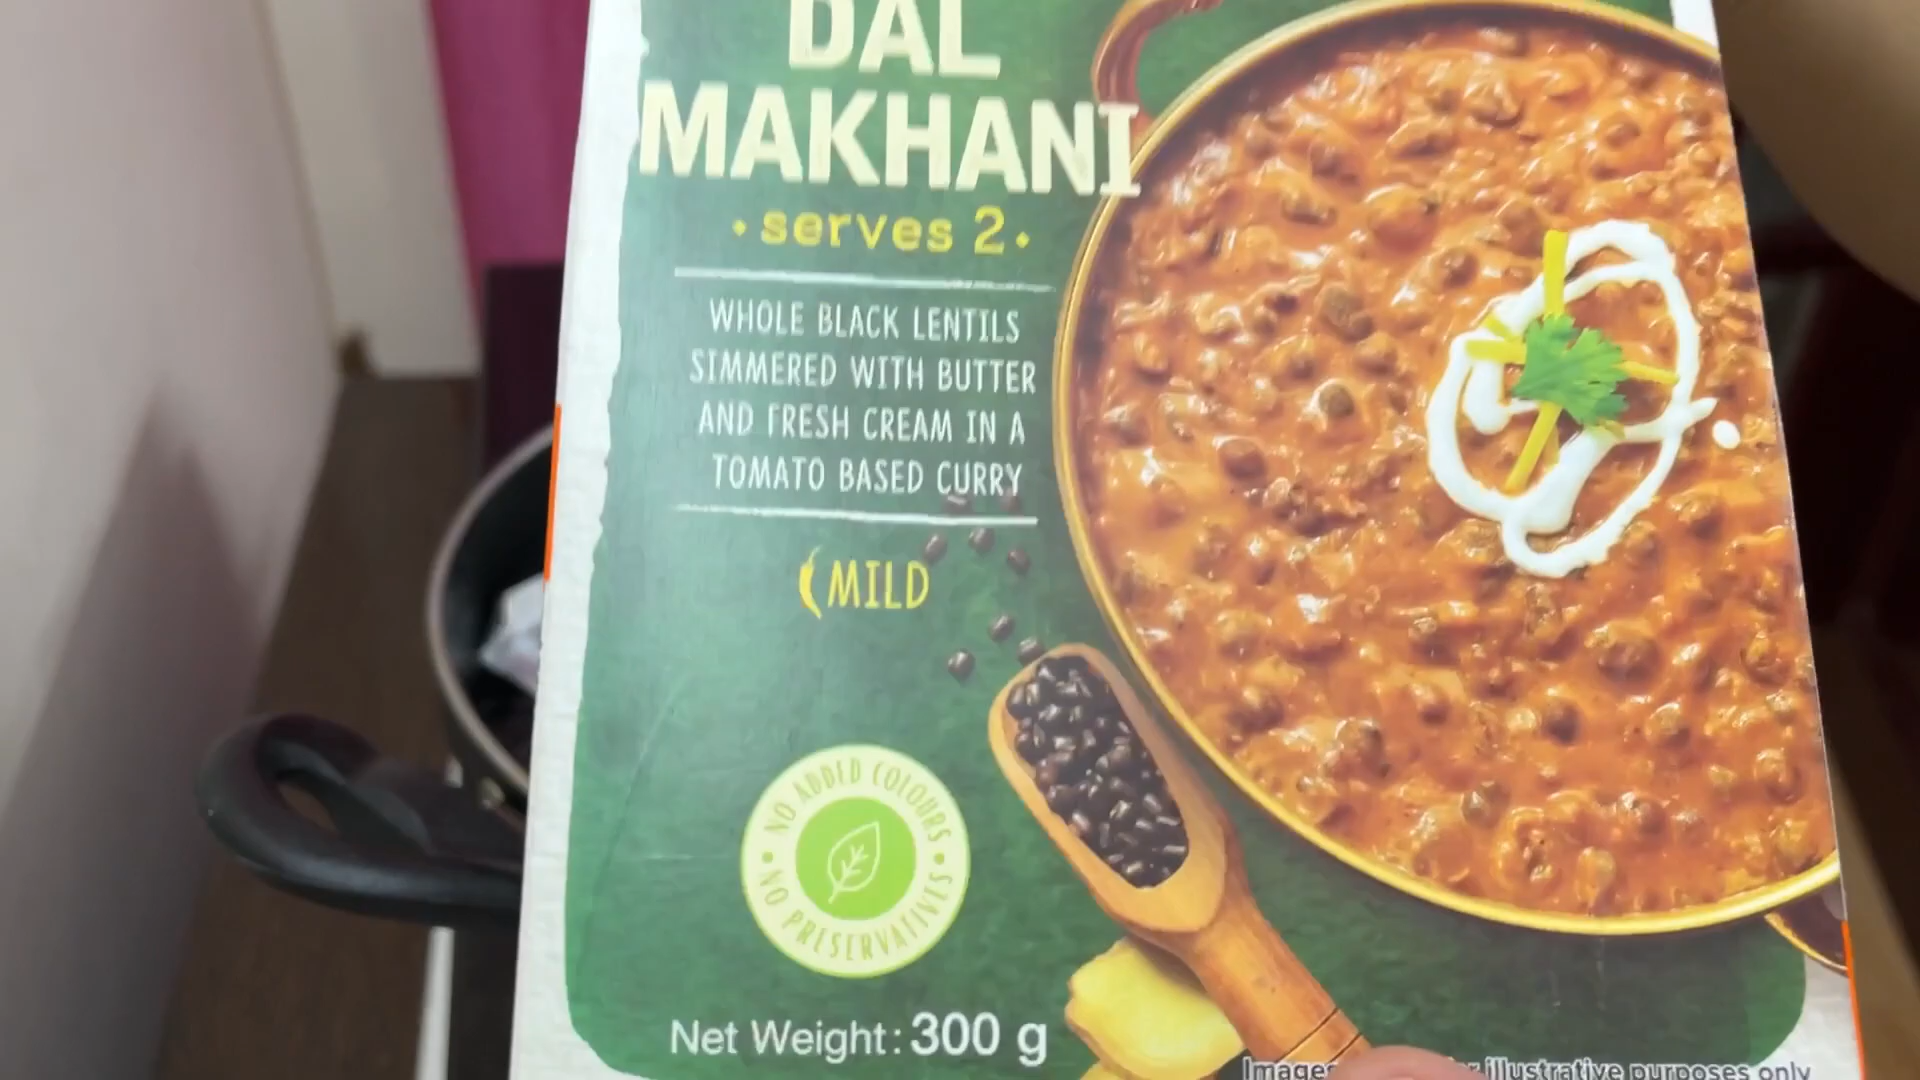 DAL
MAKHANI
• serves 2 •
WHOLE BLACK LENTILS
SIMMERED WITH BUTTER
AND FRESH CREAM IN A
TOMATO BASED CURRY
MILD
• NO ADDED COLOURS •
NO PRESERVATIVES
Net Weight: 300 g
Images illustrative purposes only